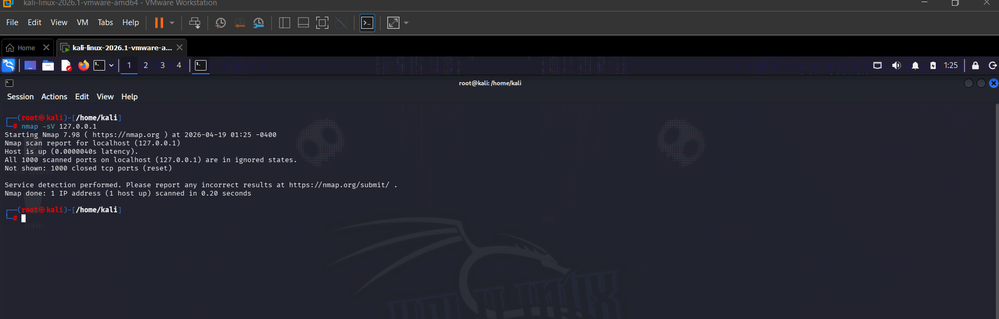 kali-linux-2026.1-vmware-amd64 - VMware Workstation
File Edit View VM Tabs Help
Home kali-linux-2026.1-vmware-a...
1 2 3 4 1:25
root@kali: /home/kali
Session Actions Edit View Help
┌──(root㉿kali)-[/home/kali]
└─# nmap -sV 127.0.0.1
Starting Nmap 7.98 ( https://nmap.org ) at 2026-04-19 01:25 -0400
Nmap scan report for localhost (127.0.0.1)
Host is up (0.0000040s latency).
All 1000 scanned ports on localhost (127.0.0.1) are in ignored states.
Not shown: 1000 closed tcp ports (reset)
Service detection performed. Please report any incorrect results at https://nmap.org/submit/ .
Nmap done: 1 IP address (1 host up) scanned in 0.20 seconds
┌──(root㉿kali)-[/home/kali]
└─#
Trash